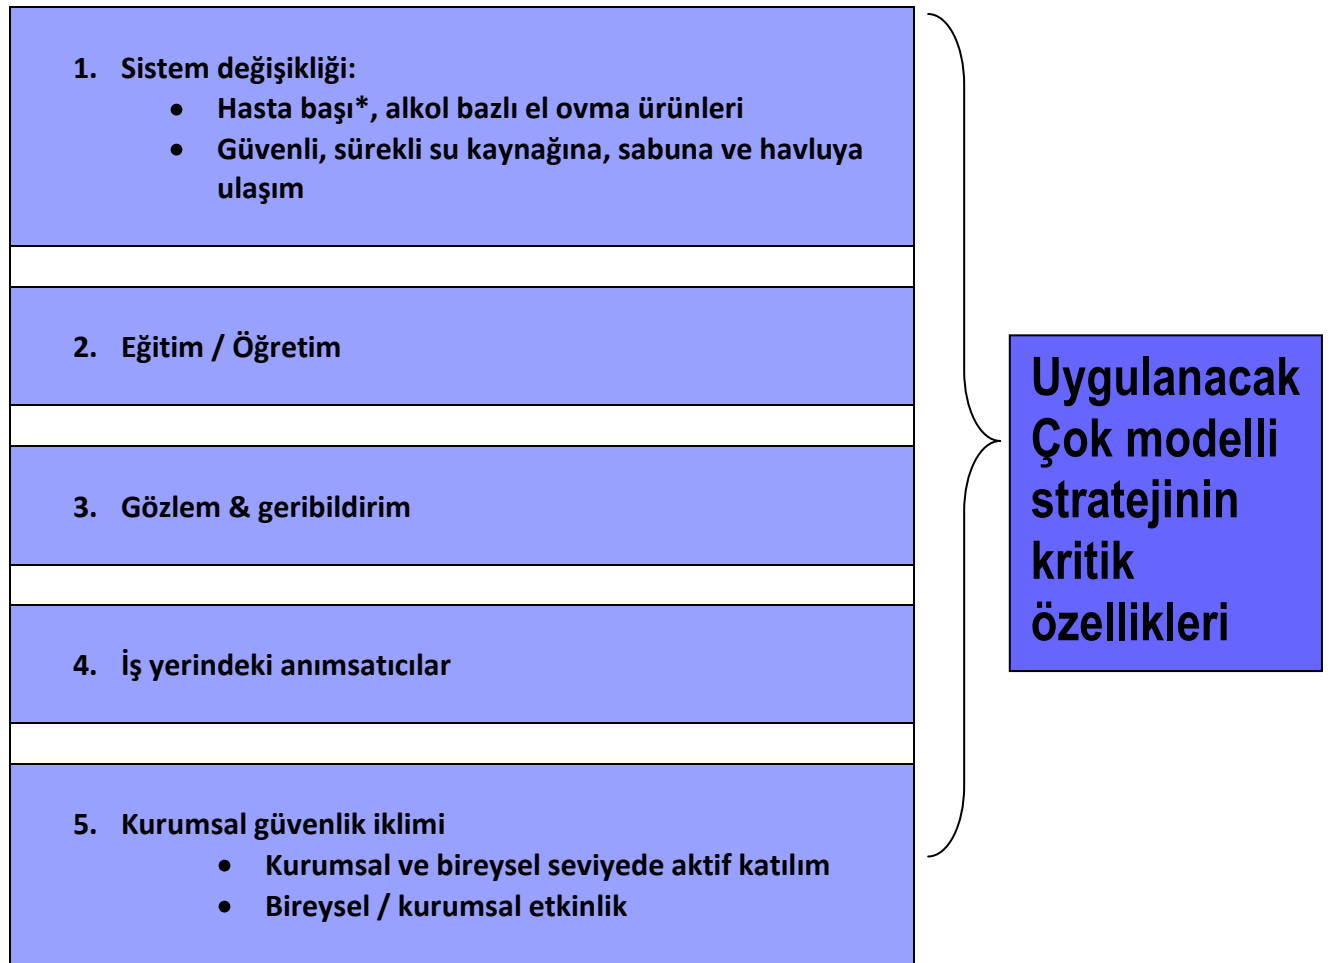 1. Sistem değişikliği:
• Hasta başı*, alkol bazlı el ovma ürünleri
• Güvenli, sürekli su kaynağına, sabuna ve havluya
ulaşım
2. Eğitim / Öğretim
3. Gözlem & geribildirim
4. İş yerindeki anımsatıcılar
5. Kurumsal güvenlik iklimi
• Kurumsal ve bireysel seviyede aktif katılım
• Bireysel / kurumsal etkinlik
Uygulanacak
Çok modelli
stratejinin
kritik
özellikleri